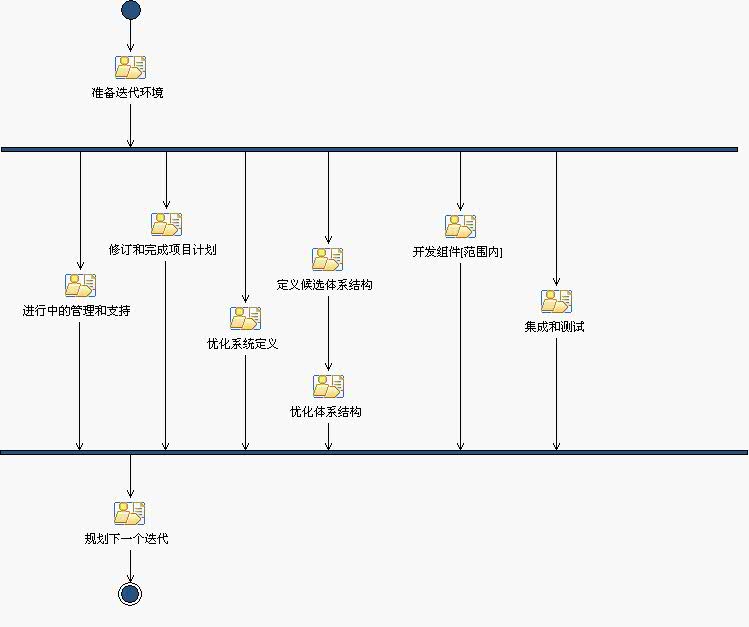 准备迭代环境
修订和完成项目计划
开发组件[范围内]
定义候选体系结构
进行中的管理和支持
集成和测试
优化系统定义
优化体系结构
规划下一个迭代